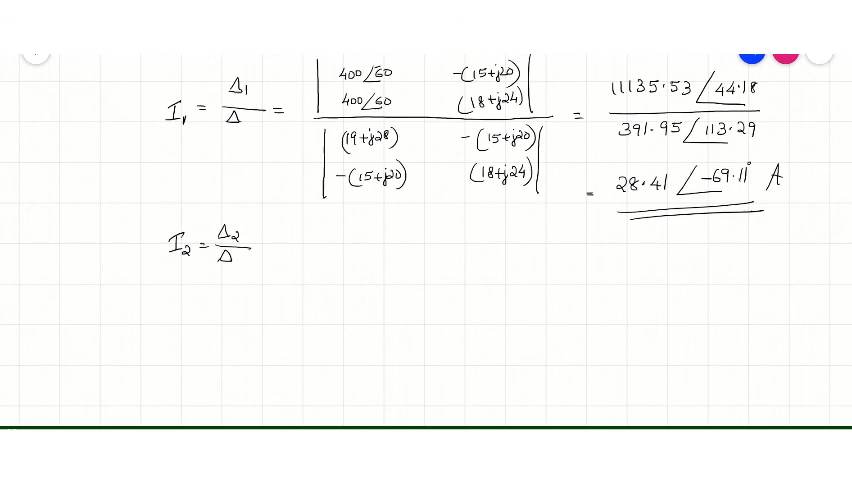 I₁ = Δ₁/Δ = |400∠-60 -(15+j20)| = 11135.53∠44.18
|400∠60 (18+j24)|
|(19+j28) -(15+j20)| 391.95∠113.29
|-(15+j20) (18+j24)| = 28.41∠-69.11° A
I₂ = Δ₂/Δ